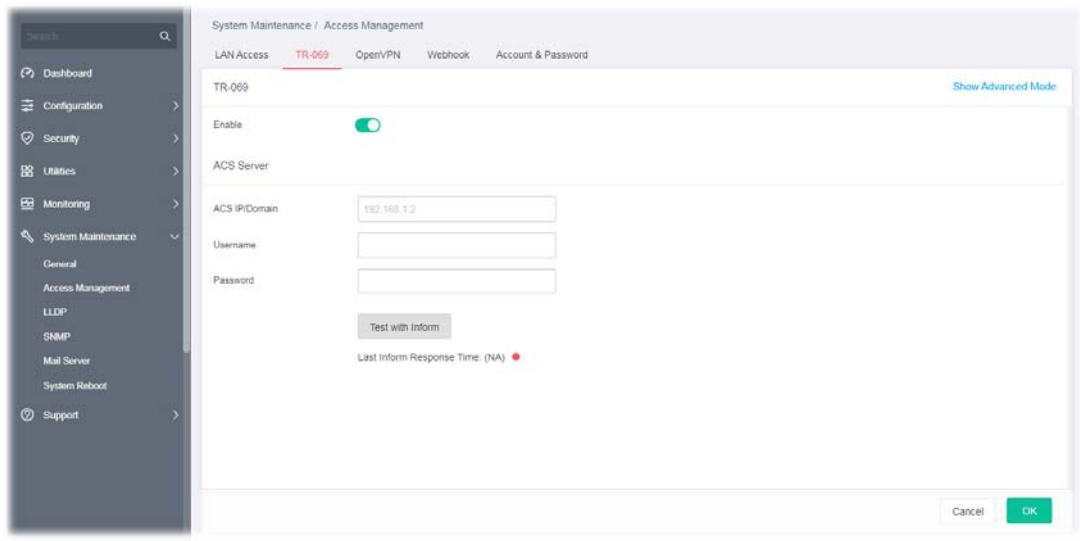 Search
Dashboard
Configuration
Security
Utilities
Monitoring
System Maintenance
General
Access Management
LLDP
SNMP
Mail Server
System Reboot
Support
System Maintenance / Access Management
LAN Access TR-069 OpenVPN Webhook Account & Password
TR-069 Show Advanced Mode
Enable
ACS Server
ACS IP/Domain 192.168.1.2
Username
Password
Test with Inform
Last Inform Response Time: (NA)
Cancel OK